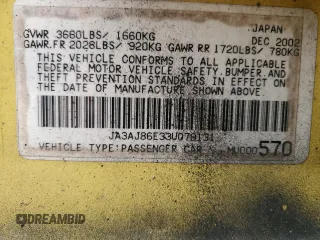 JAPAN
GVWR 3660LBS/ 1660KG DEC 2002
GAWR.FR 2028LBS/ 920KG GAWR RR 1720LBS/ 780KG
THIS VEHICLE CONFORMS TO ALL APPLICABLE
FEDERAL MOTOR VEHICLE SAFETY, BUMPER, AND
THEFT PREVENTION STANDARDS IN EFFECT ON
THE DATE OF MANUFACTURE SHOWN ABOVE.
JA3AJ86E33U078131
VEHICLE TYPE:PASSENGER CAR MU000570
DREAMBID